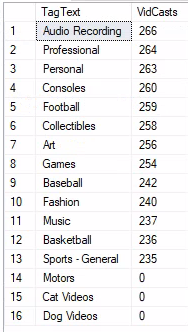 TagText VidCasts
1 Audio Recording 266
2 Professional 264
3 Personal 263
4 Consoles 260
5 Football 259
6 Collectibles 258
7 Art 256
8 Games 254
9 Baseball 242
10 Fashion 240
11 Music 237
12 Basketball 236
13 Sports - General 235
14 Motors 0
15 Cat Videos 0
16 Dog Videos 0